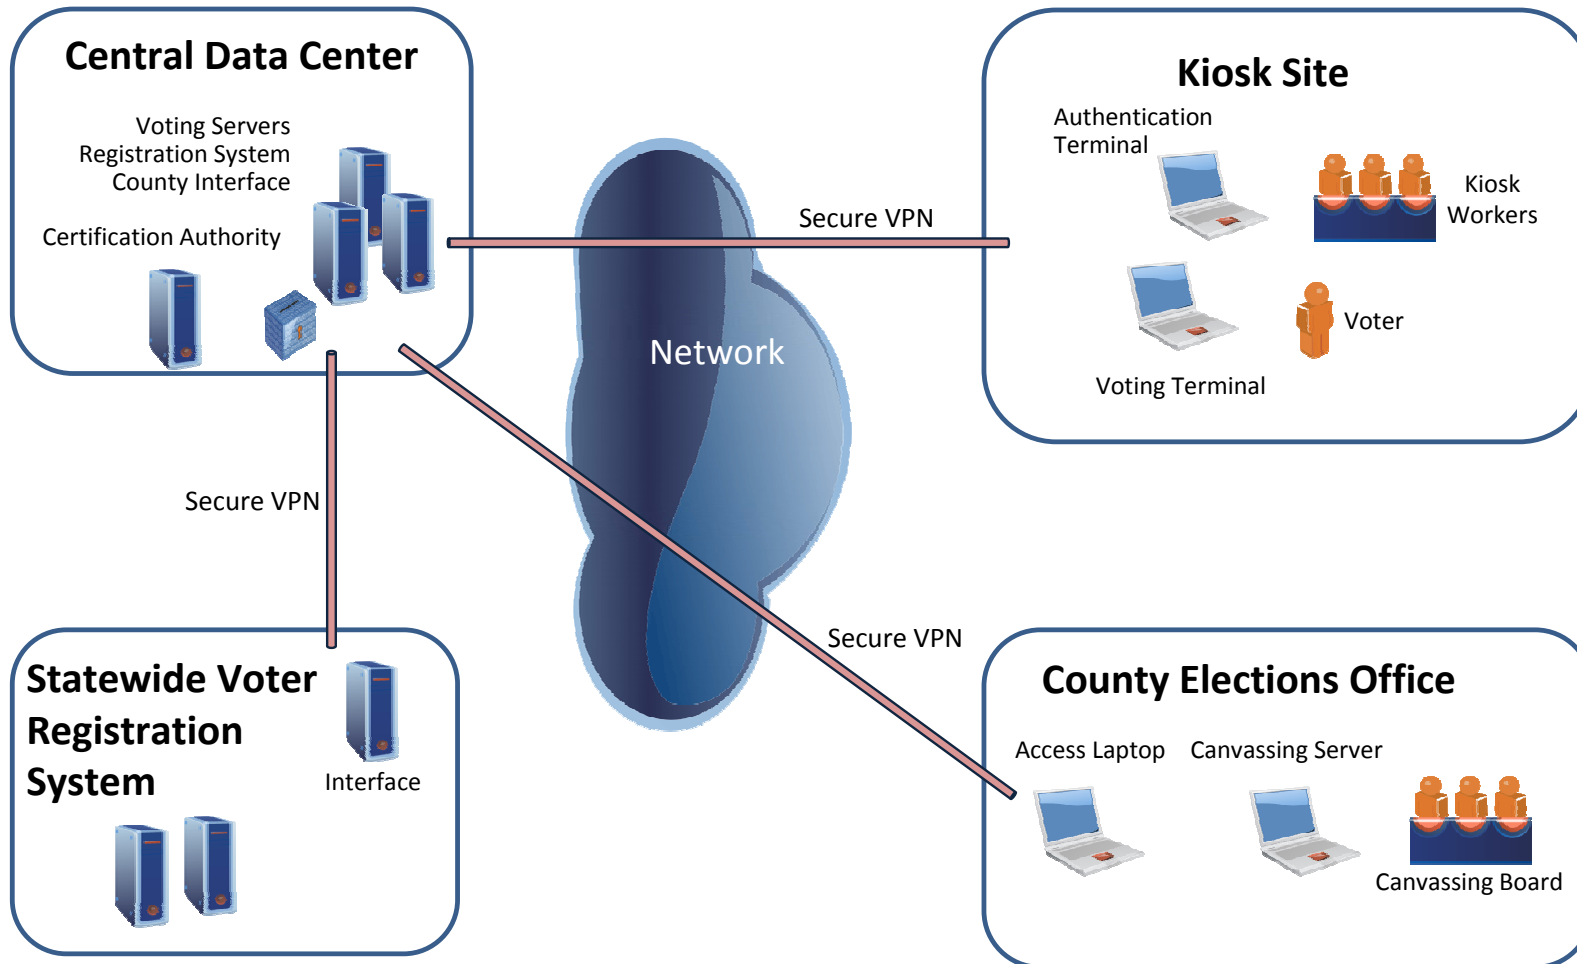 Central Data Center
Voting Servers
Registration System
County Interface
Certification Authority
Kiosk Site
Authentication
Terminal
Kiosk
Workers
Voting Terminal
Voter
Secure VPN
Network
Secure VPN
Secure VPN
Statewide Voter
Registration
System
Interface
County Elections Office
Access Laptop
Canvassing Server
Canvassing Board